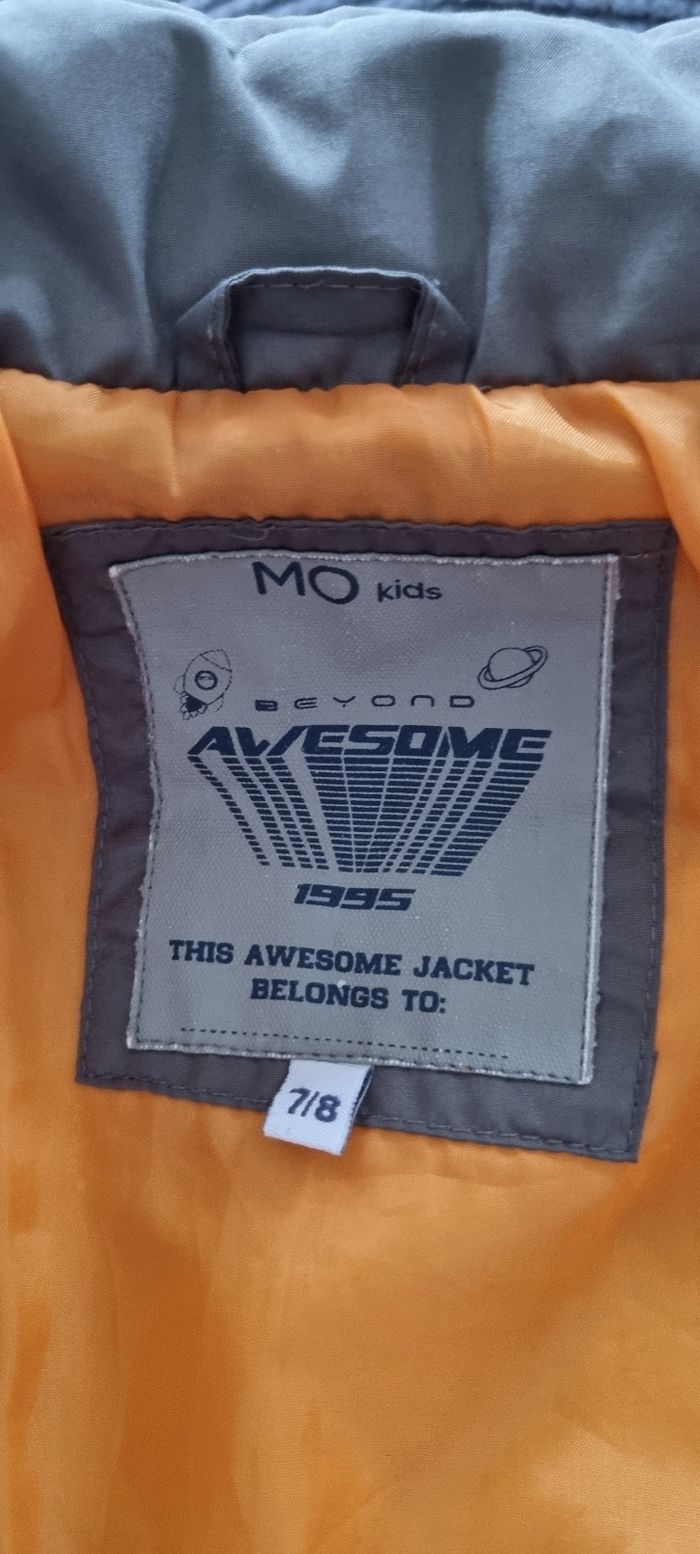 MO kids
BEYOND
AWESOME
1995
THIS AWESOME JACKET
BELONGS TO:
7/8